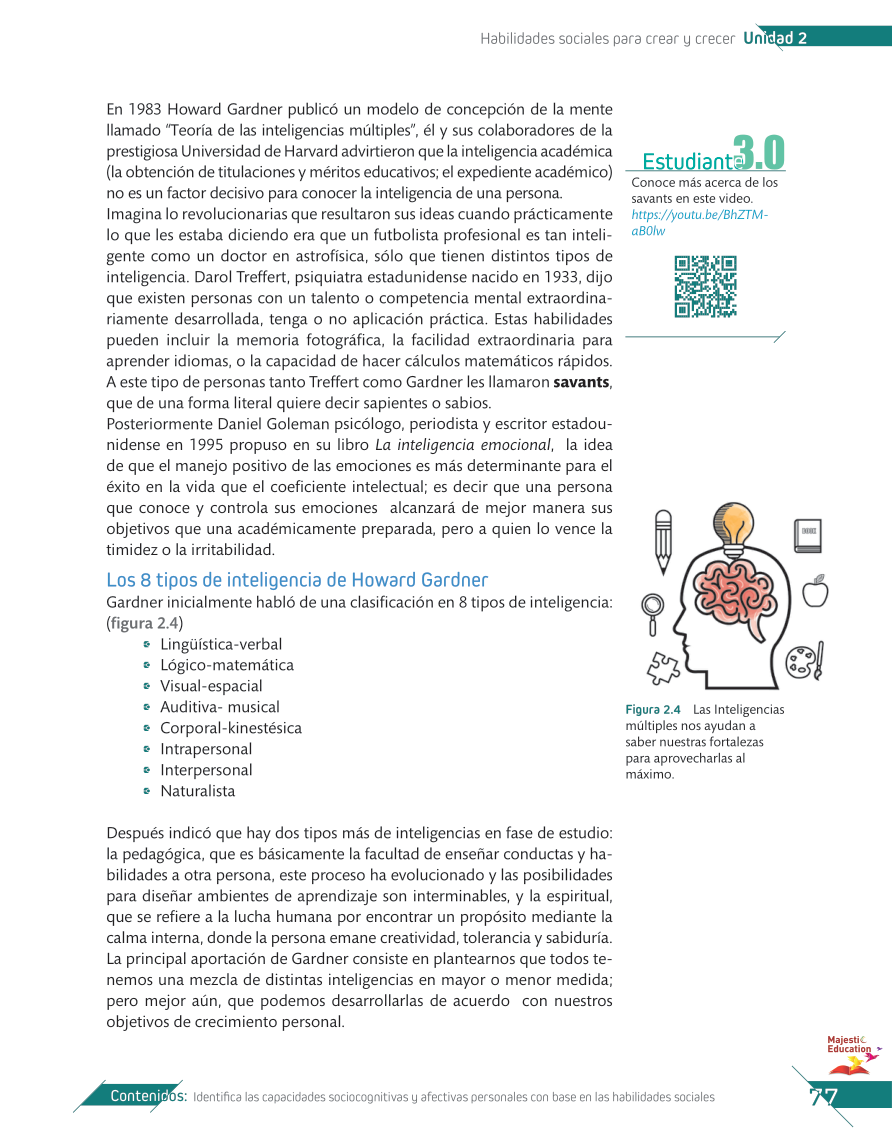 Habilidades sociales para crear y crecer Unidad 2
En 1983 Howard Gardner publicó un modelo de concepción de la mente
llamado “Teoría de las inteligencias múltiples”, él y sus colaboradores de la
prestigiosa Universidad de Harvard advirtieron que la inteligencia académica
(la obtención de titulaciones y méritos educativos; el expediente académico)
no es un factor decisivo para conocer la inteligencia de una persona.
Imagina lo revolucionarias que resultaron sus ideas cuando prácticamente
lo que les estaba diciendo era que un futbolista profesional es tan inteli-
gente como un doctor en astrofísica, sólo que tienen distintos tipos de
inteligencia. Darol Treffert, psiquiatra estadunidense nacido en 1933, dijo
que existen personas con un talento o competencia mental extraordina-
riamente desarrollada, tenga o no aplicación práctica. Estas habilidades
pueden incluir la memoria fotográfica, la facilidad extraordinaria para
aprender idiomas, o la capacidad de hacer cálculos matemáticos rápidos.
A este tipo de personas tanto Treffert como Gardner les llamaron savants,
que de una forma literal quiere decir sapientes o sabios.
Posteriormente Daniel Goleman psicólogo, periodista y escritor estadou-
nidense en 1995 propuso en su libro La inteligencia emocional, la idea
de que el manejo positivo de las emociones es más determinante para el
éxito en la vida que el coeficiente intelectual; es decir que una persona
que conoce y controla sus emociones alcanzará de mejor manera sus
objetivos que una académicamente preparada, pero a quien lo vence la
timidez o la irritabilidad.
Los 8 tipos de inteligencia de Howard Gardner
Gardner inicialmente habló de una clasificación en 8 tipos de inteligencia:
(figura 2.4)
Lingüística-verbal
Lógico-matemática
Visual-espacial
Auditiva- musical
Corporal-kinestésica
Intrapersonal
Interpersonal
Naturalista
Después indicó que hay dos tipos más de inteligencias en fase de estudio:
la pedagógica, que es básicamente la facultad de enseñar conductas y ha-
bilidades a otra persona, este proceso ha evolucionado y las posibilidades
para diseñar ambientes de aprendizaje son interminables, y la espiritual,
que se refiere a la lucha humana por encontrar un propósito mediante la
calma interna, donde la persona emane creatividad, tolerancia y sabiduría.
La principal aportación de Gardner consiste en plantearnos que todos te-
nemos una mezcla de distintas inteligencias en mayor o menor medida;
pero mejor aún, que podemos desarrollarlas de acuerdo con nuestros
objetivos de crecimiento personal.
Estudiante 3.0
Conoce más acerca de los
savants en este video.
https://youtu.be/BhZTM-
aB0lw
Figura 2.4 Las Inteligencias
múltiples nos ayudan a
saber nuestras fortalezas
para aprovecharlas al
máximo.
Majestic
Education
Contenidos: Identifica las capacidades sociocognitivas y afectivas personales con base en las habilidades sociales
77